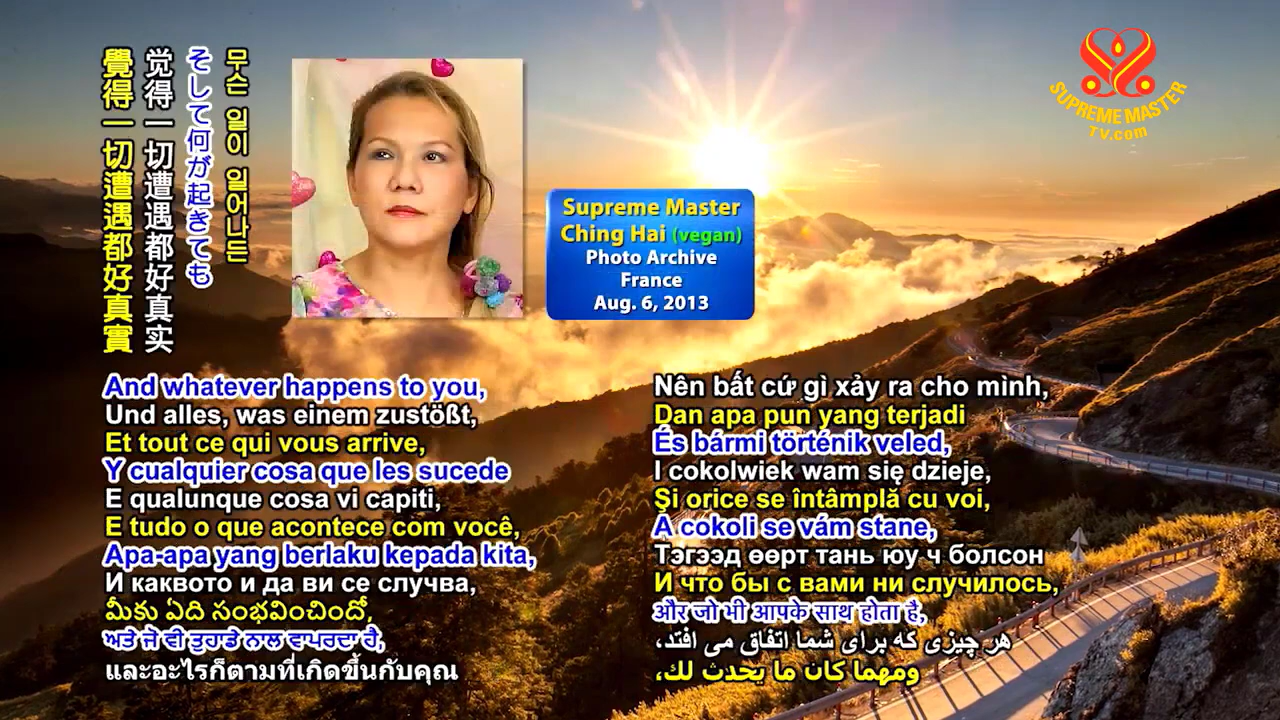 무슨 일이 일어나든
そして何が起きても
觉得一切遭遇都好真实
覺得一切遭遇都好真實
SUPREME MASTER
TV.com
Supreme Master
Ching Hai (vegan)
Photo Archive
France
Aug. 6, 2013
And whatever happens to you,
Und alles, was einem zustößt,
Et tout ce qui vous arrive,
Y cualquier cosa que les sucede
E qualunque cosa vi capiti,
E tudo o que acontece com você,
Apa-apa yang berlaku kepada kita,
И каквото и да ви се случва,
మీకు ఏది సంభవించిందో,
ਅਤੇ ਜੋ ਵੀ ਤੁਹਾਡੇ ਨਾਲ ਵਾਪਰਦਾ ਹੈ,
และอะไรก็ตามที่เกิดขึ้นกับคุณ
Nên bất cứ gì xảy ra cho mình,
Dan apa pun yang terjadi
És bármi történik veled,
I cokolwiek wam się dzieje,
Şi orice se întâmplă cu voi,
A cokoli se vám stane,
Тэгээд өөрт тань юу ч болсон
И что бы с вами ни случилось,
और जो भी आपके साथ होता है,
هر چیزی که برای شما اتفاق می افتد،
ومهما كان ما يحدث لك،